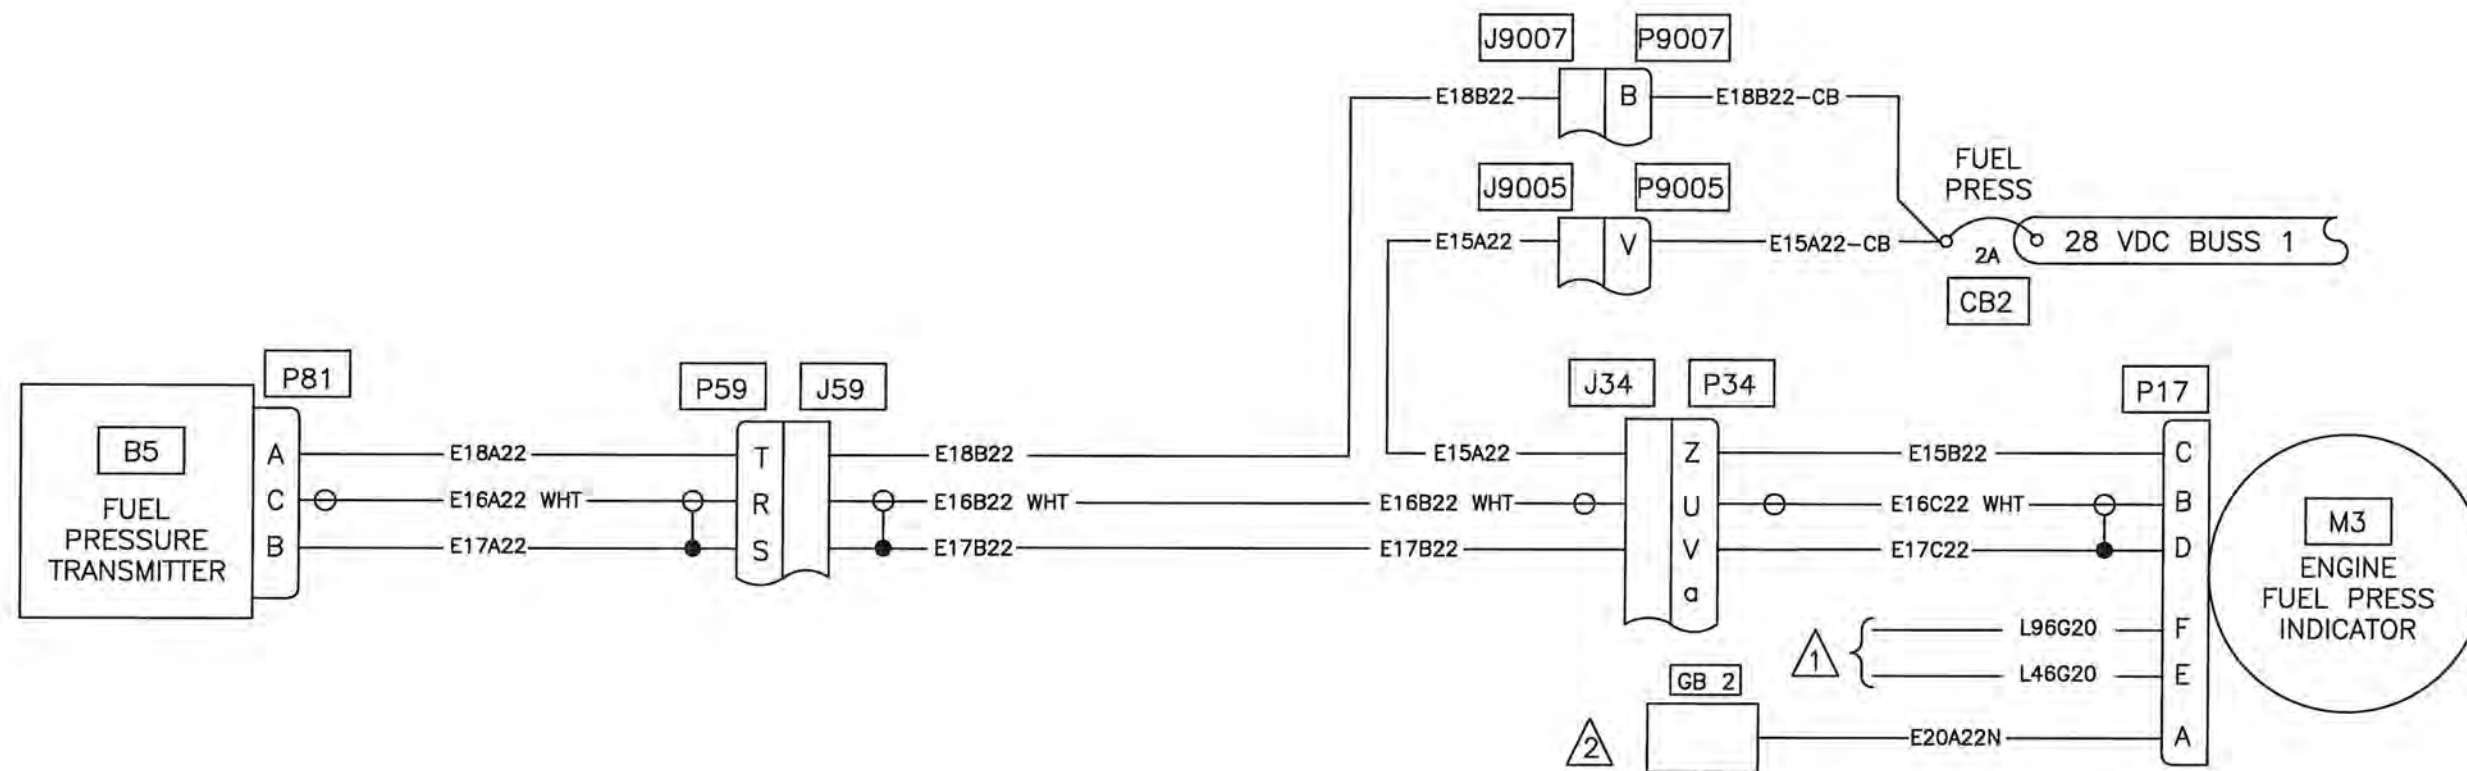 J9007 P9007
E18B22 B E18B22-CB
J9005 P9005
FUEL
PRESS
E15A22 V E15A22-CB
2A
28 VDC BUSS 1
CB2
P81
P59 J59
J34 P34
P17
B5
FUEL
PRESSURE
TRANSMITTER
A E18A22 T E18B22 E15A22 Z E15B22 C
C E16A22 WHT R E16B22 WHT E16B22 WHT U E16C22 WHT B
B E17A22 S E17B22 E17B22 V E17C22 D
a
M3
ENGINE
FUEL PRESS
INDICATOR
1 L96G20 F
L46G20 E
GB 2
2 E20A22N A